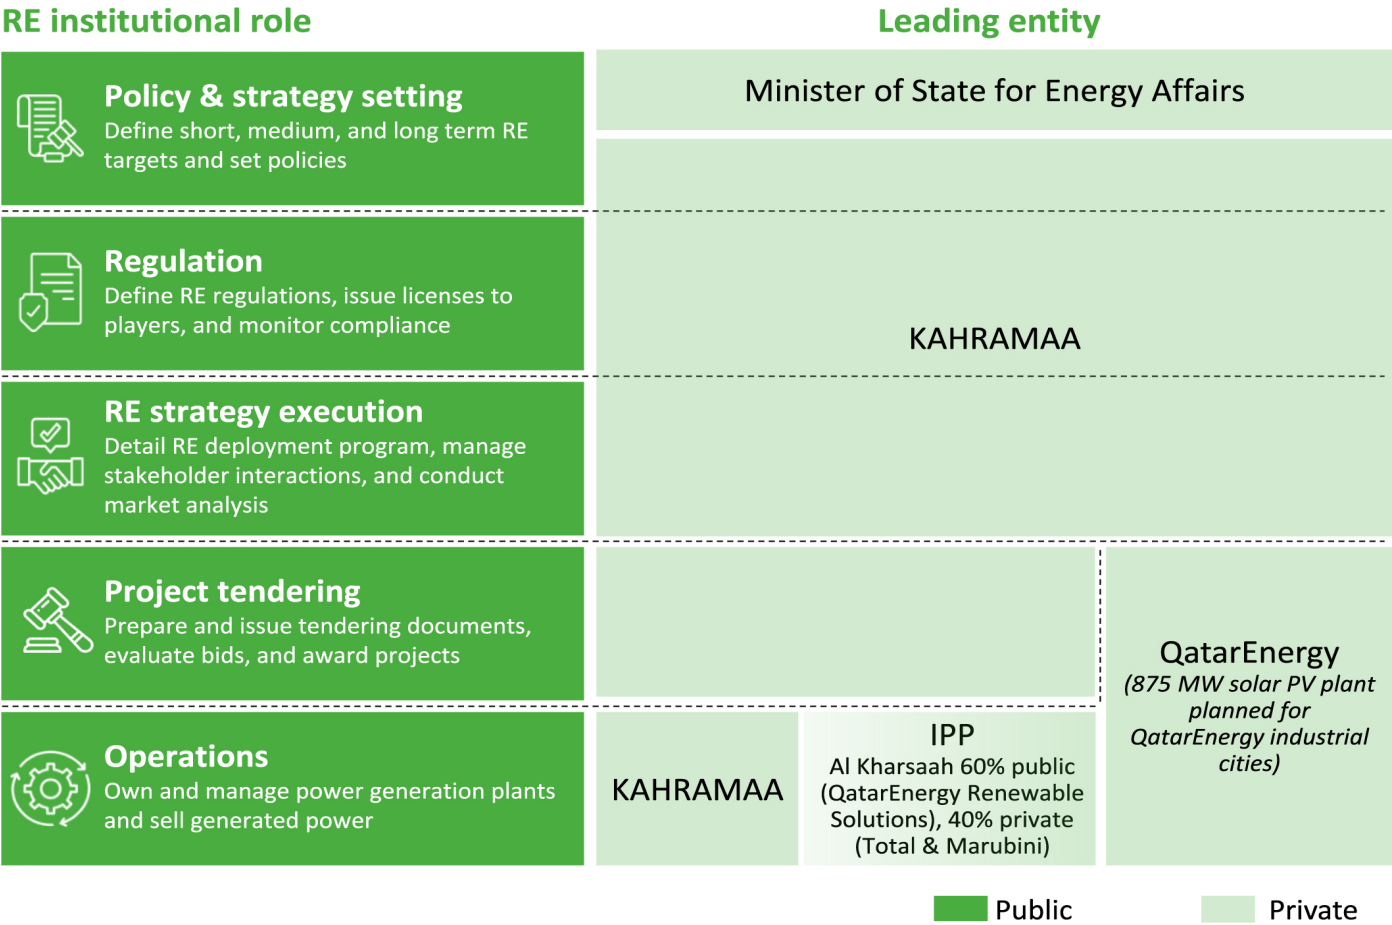 RE institutional role
Leading entity
Policy & strategy setting
Define short, medium, and long term RE
targets and set policies
Minister of State for Energy Affairs
Regulation
Define RE regulations, issue licenses to
players, and monitor compliance
KAHRAMAA
RE strategy execution
Detail RE deployment program, manage
stakeholder interactions, and conduct
market analysis
Project tendering
Prepare and issue tendering documents,
evaluate bids, and award projects
QatarEnergy
(875 MW solar PV plant
planned for
QatarEnergy industrial
cities)
Operations
Own and manage power generation plants
and sell generated power
KAHRAMAA
IPP
Al Kharsaah 60% public
(QatarEnergy Renewable
Solutions), 40% private
(Total & Marubini)
Public
Private